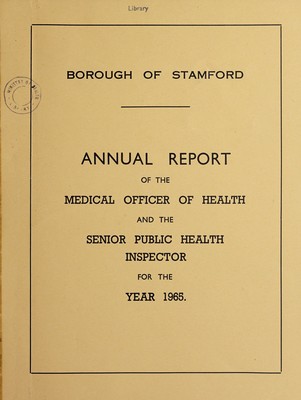 Library
BOROUGH OF STAMFORD
ANNUAL REPORT
OF THE
MEDICAL OFFICER OF HEALTH
AND THE
SENIOR PUBLIC HEALTH
INSPECTOR
FOR THE
YEAR 1965.